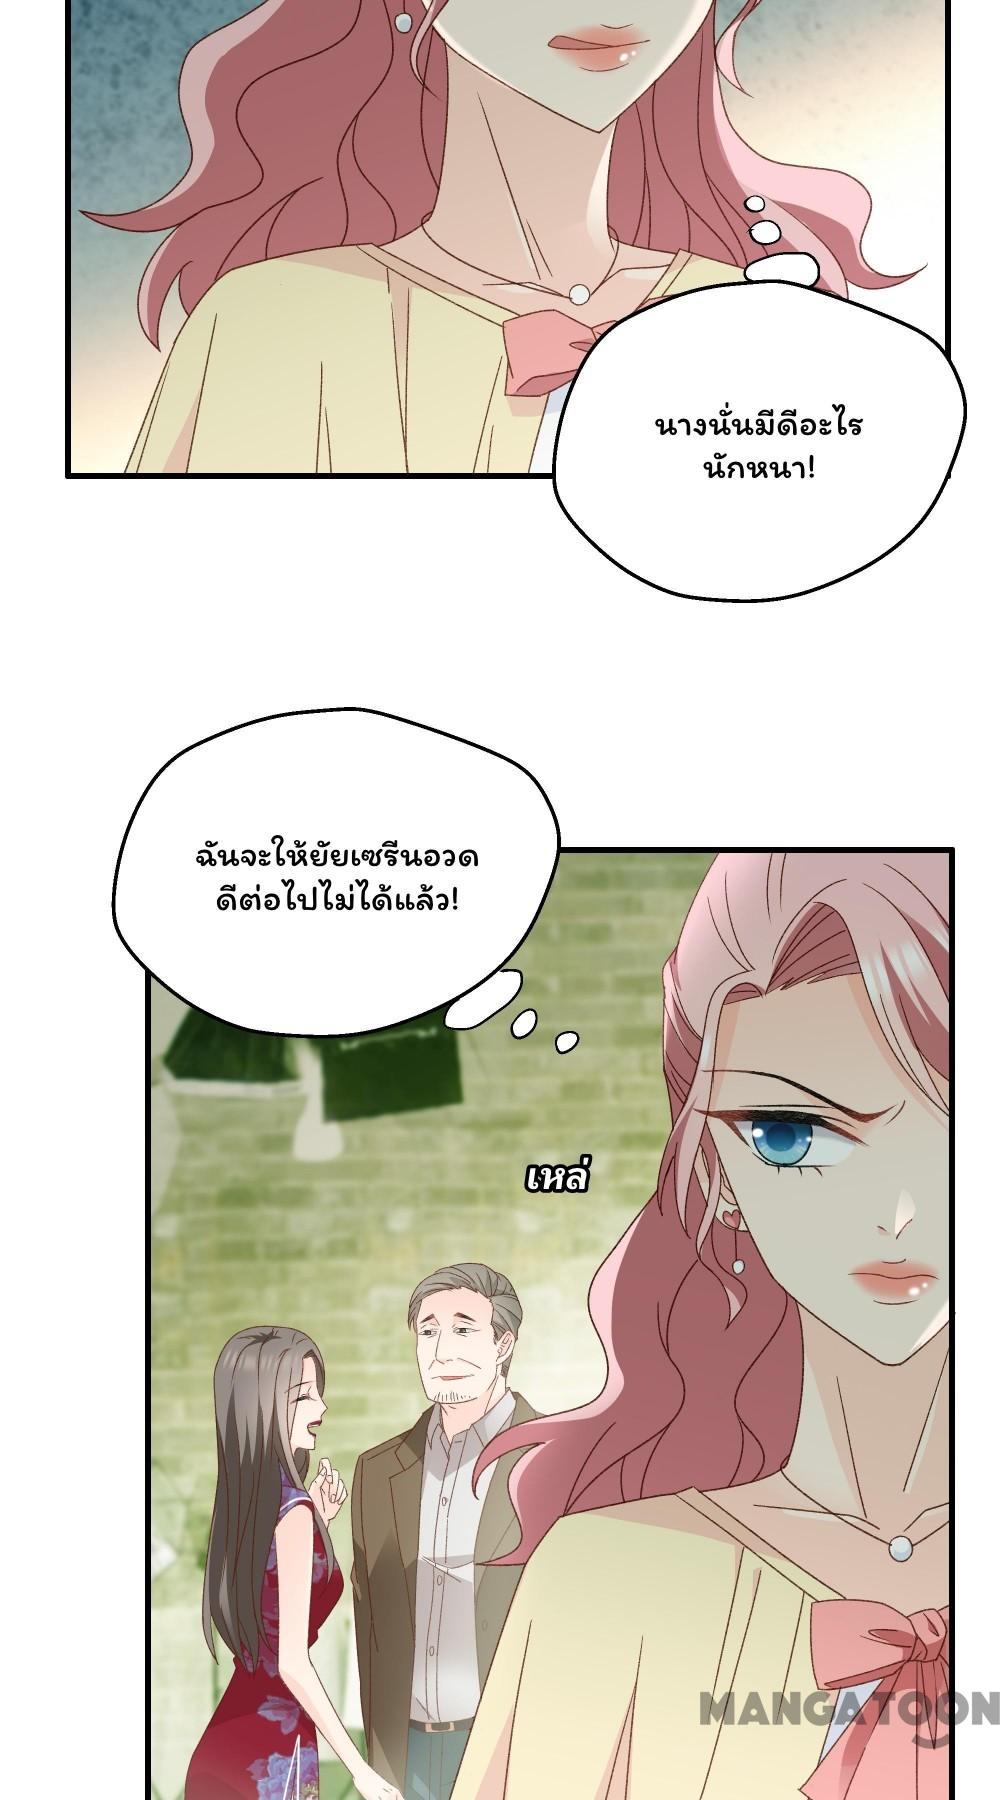 นางนั่นมีดีอะไร
นักหนา!
ฉันจะให้ยัยเซรีนอวด
ดีต่อไปไม่ได้แล้ว!
เหล่
MANGATOON